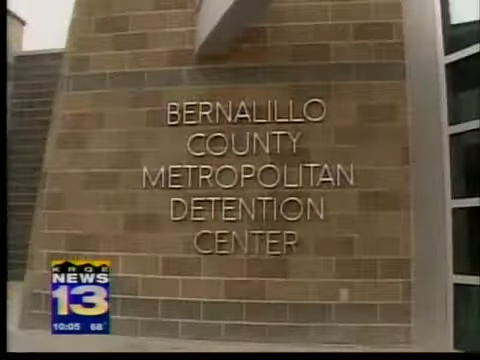 BERNALILLO
COUNTY
METROPOLITAN
DETENTION
CENTER
KRQE
NEWS
13
10:05 68°